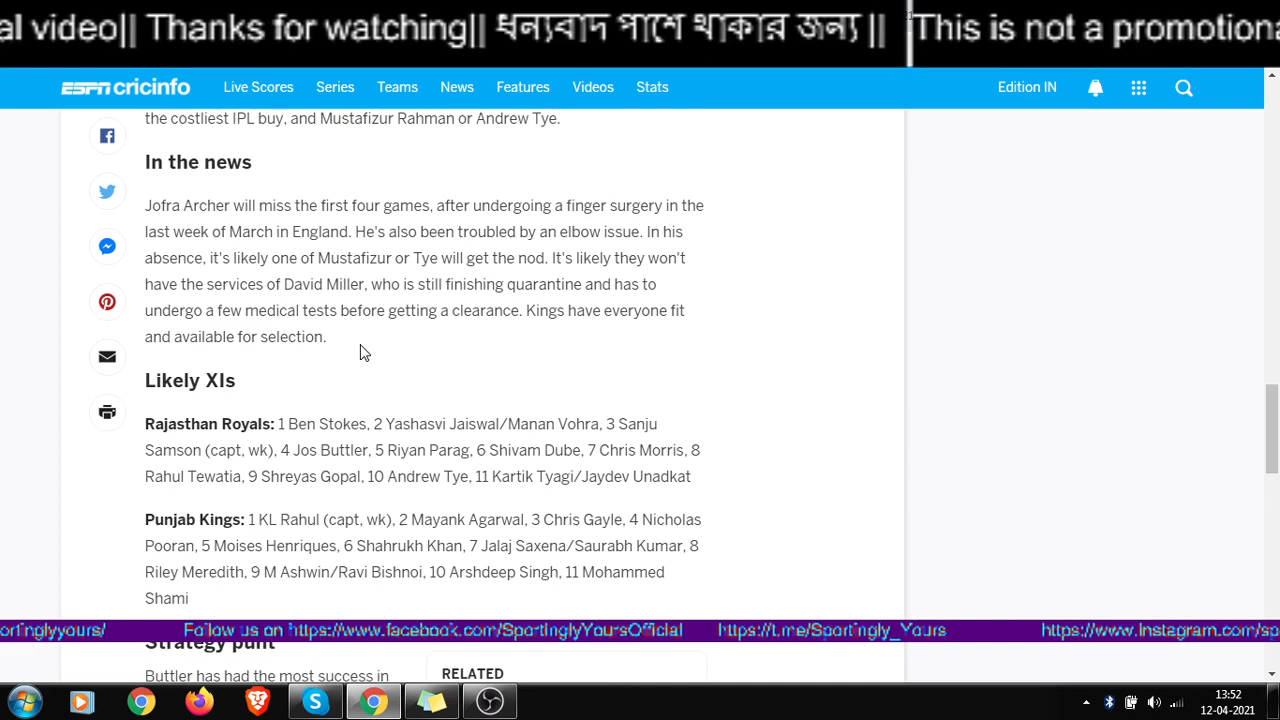 al video|| Thanks for watching|| ধন্যবাদ পাশে থাকার জন্য || This is not a promotiona
ESPN cricinfo Live Scores Series Teams News Features Videos Stats Edition IN
the costliest IPL buy, and Mustafizur Rahman or Andrew Tye.
In the news
Jofra Archer will miss the first four games, after undergoing a finger surgery in the
last week of March in England. He's also been troubled by an elbow issue. In his
absence, it's likely one of Mustafizur or Tye will get the nod. It's likely they won't
have the services of David Miller, who is still finishing quarantine and has to
undergo a few medical tests before getting a clearance. Kings have everyone fit
and available for selection.
Likely XIs
Rajasthan Royals: 1 Ben Stokes, 2 Yashasvi Jaiswal/Manan Vohra, 3 Sanju
Samson (capt, wk), 4 Jos Buttler, 5 Riyan Parag, 6 Shivam Dube, 7 Chris Morris, 8
Rahul Tewatia, 9 Shreyas Gopal, 10 Andrew Tye, 11 Kartik Tyagi/Jaydev Unadkat
Punjab Kings: 1 KL Rahul (capt, wk), 2 Mayank Agarwal, 3 Chris Gayle, 4 Nicholas
Pooran, 5 Moises Henriques, 6 Shahrukh Khan, 7 Jalaj Saxena/Saurabh Kumar, 8
Riley Meredith, 9 M Ashwin/Ravi Bishnoi, 10 Arshdeep Singh, 11 Mohammed
Shami
ortinglyyours/ Follow us on https://www.facebook.com/SportinglyYoursOfficial https://t.me/Sportingly_Yours https://www.instagram.com/sp
Strategy punt
Buttler has had the most success in
RELATED
13:52
12-04-2021